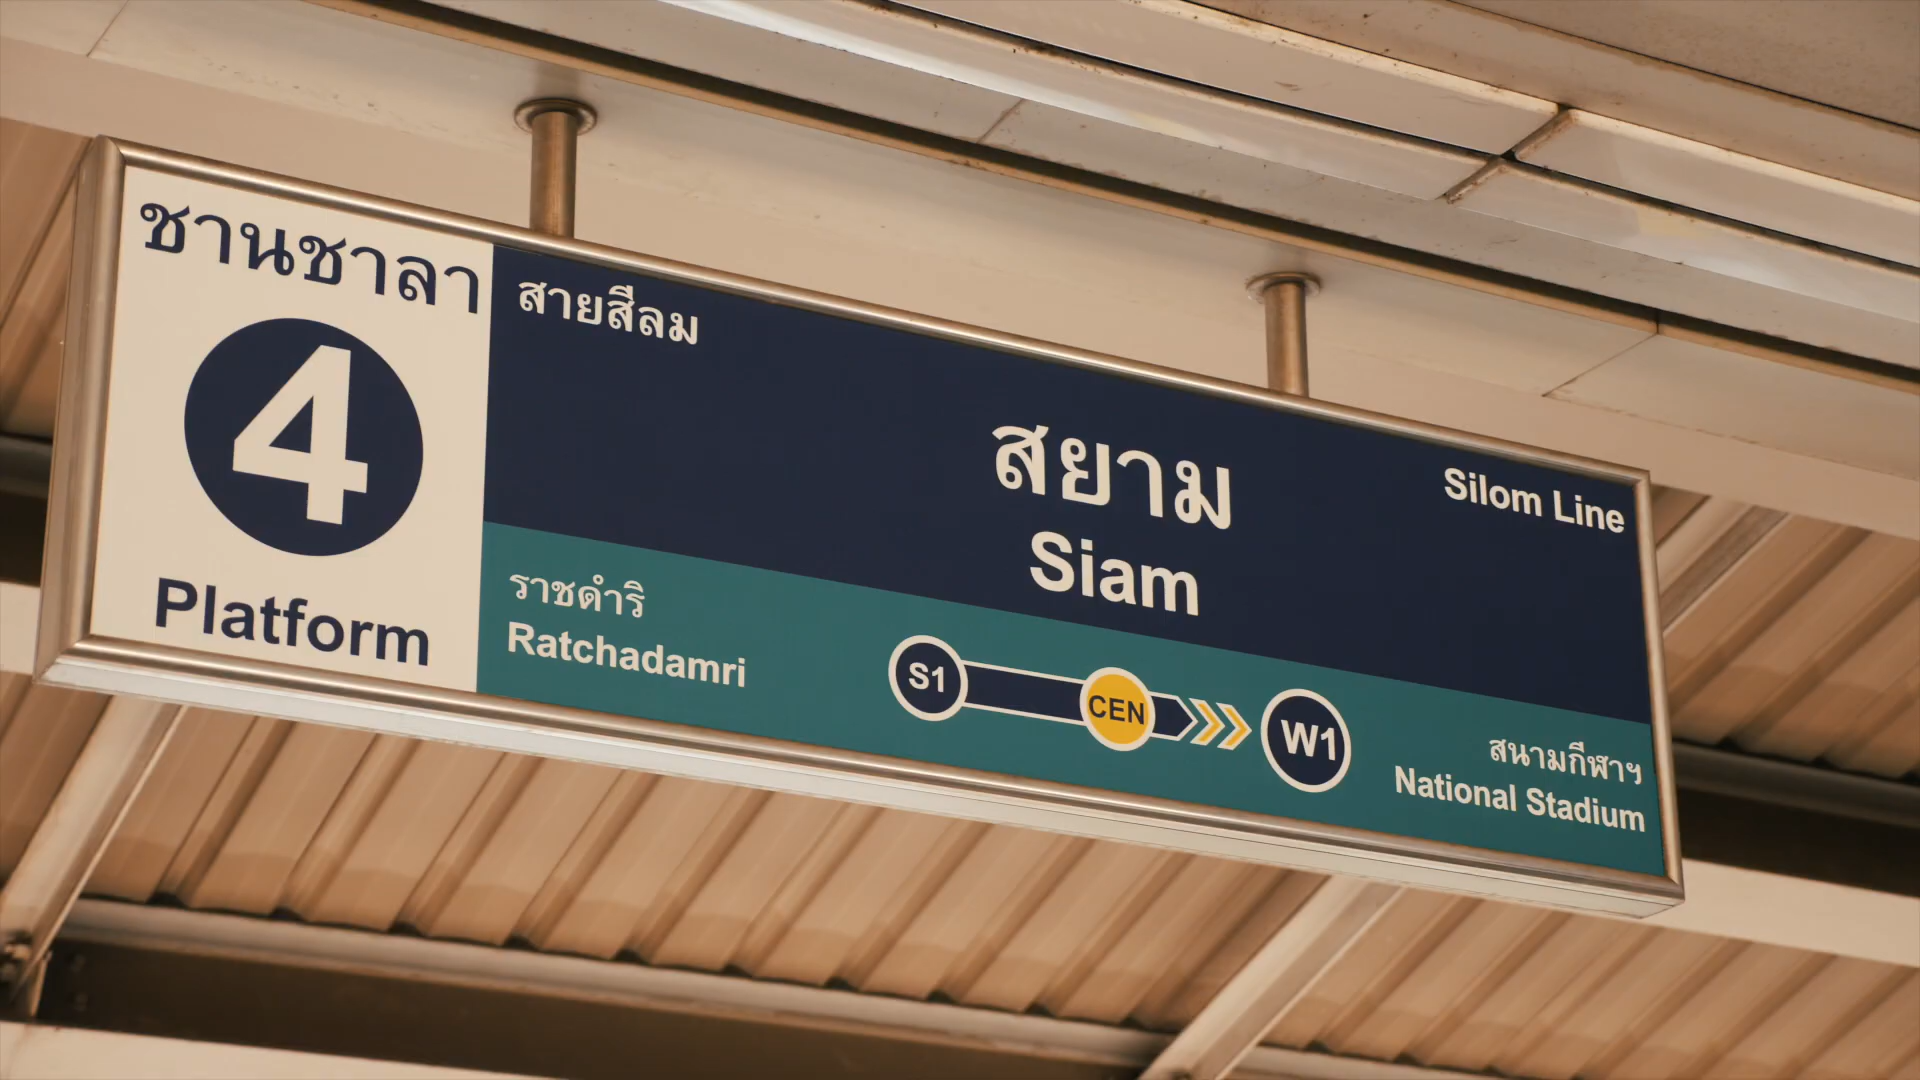 ชานชาลา
4
Platform
สายสีลม
สยาม
Siam
Silom Line
ราชดำริ
Ratchadamri
S1
CEN
W1
สนามกีฬาฯ
National Stadium